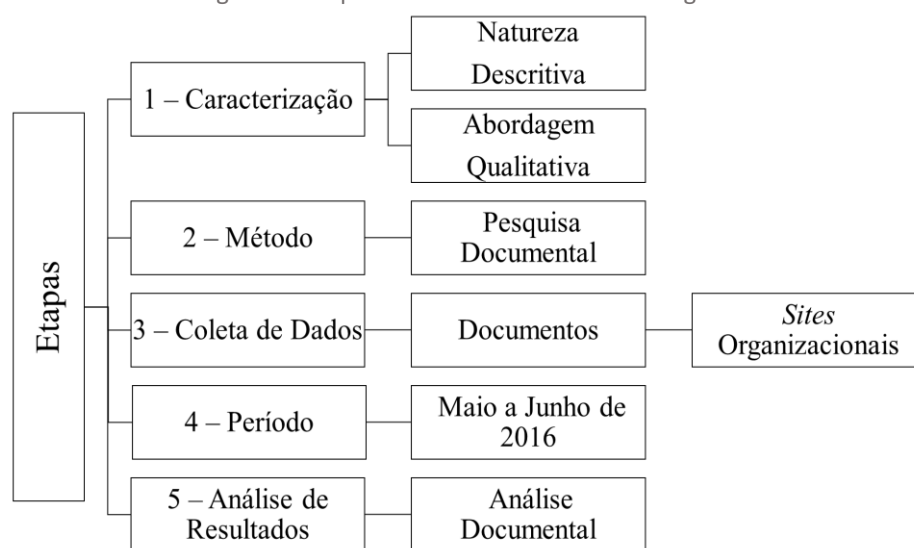 Etapas
1 – Caracterização
Natureza
Descritiva
Abordagem
Qualitativa
2 – Método
Pesquisa
Documental
3 – Coleta de Dados
Documentos
Sites
Organizacionais
4 – Período
Maio a Junho de
2016
5 – Análise de
Resultados
Análise
Documental